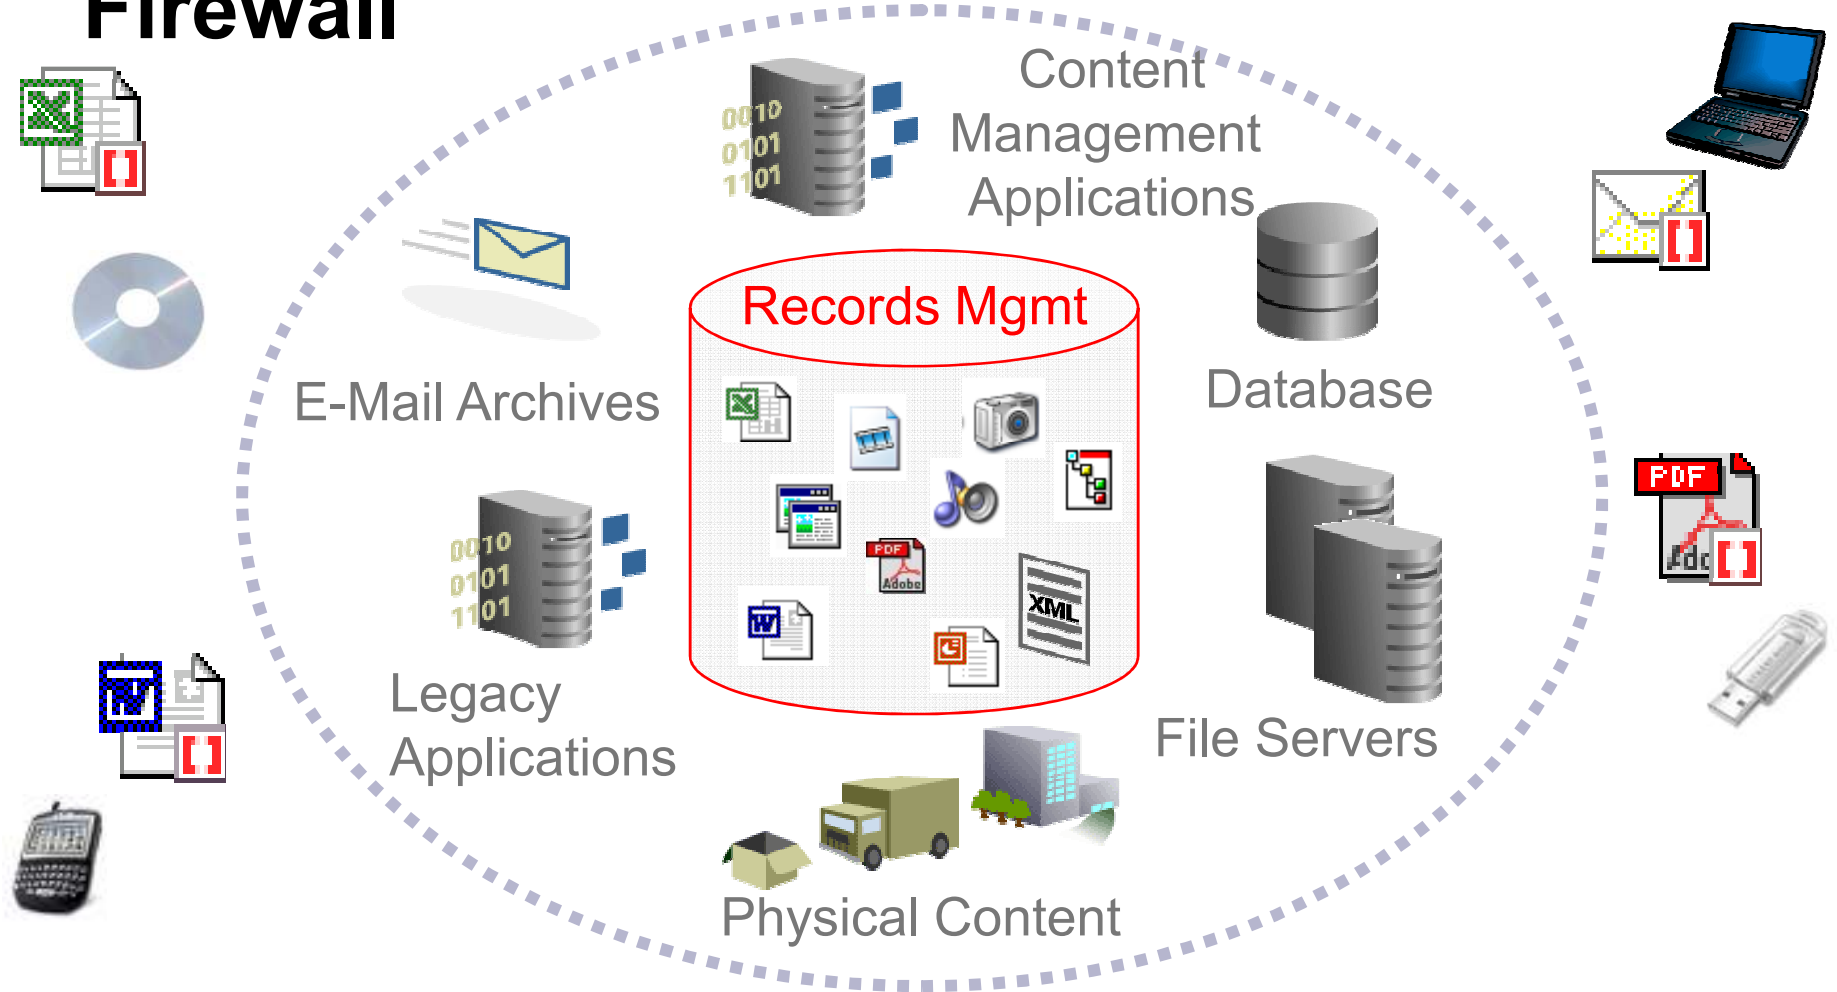 Firewall
Content
Management
Applications
0010
0101
1101
Records Mgmt
E-Mail Archives
Database
PDF
0010
0101
1101
PDF
Adobe
XML
W
Legacy
Applications
File Servers
Physical Content